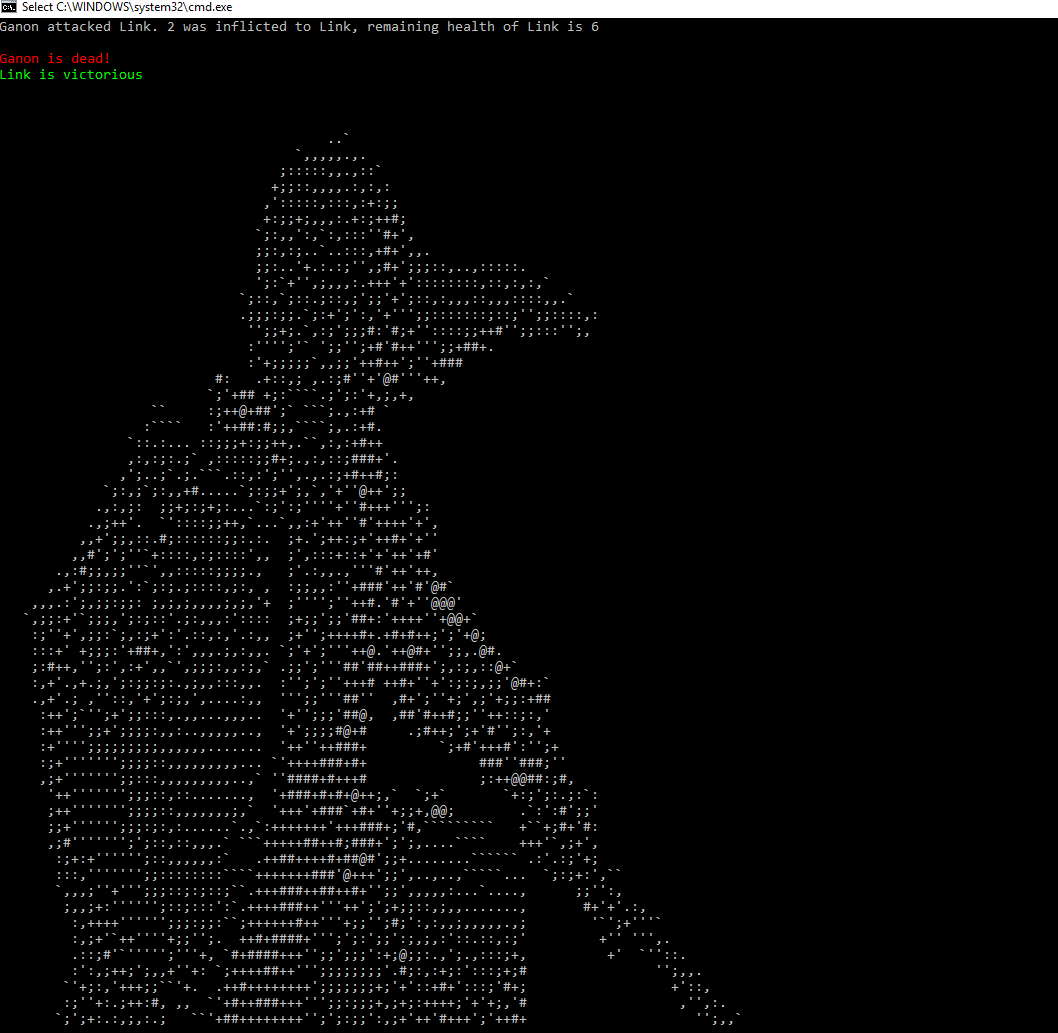 Select C:\WINDOWS\system32\cmd.exe
Ganon attacked Link. 2 was inflicted to Link, remaining health of Link is 6
Ganon is dead!
Link is victorious